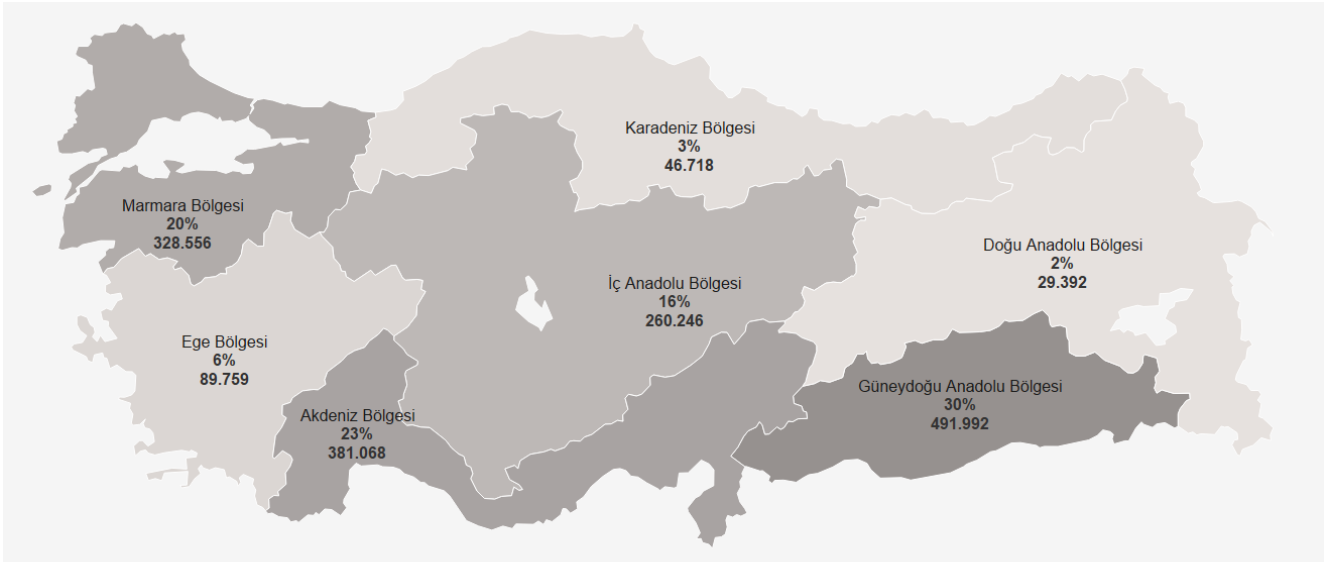 Karadeniz Bölgesi
3%
46.718
Marmara Bölgesi
20%
328.556
Doğu Anadolu Bölgesi
2%
29.392
İç Anadolu Bölgesi
16%
260.246
Ege Bölgesi
6%
89.759
Güneydoğu Anadolu Bölgesi
30%
491.992
Akdeniz Bölgesi
23%
381.068